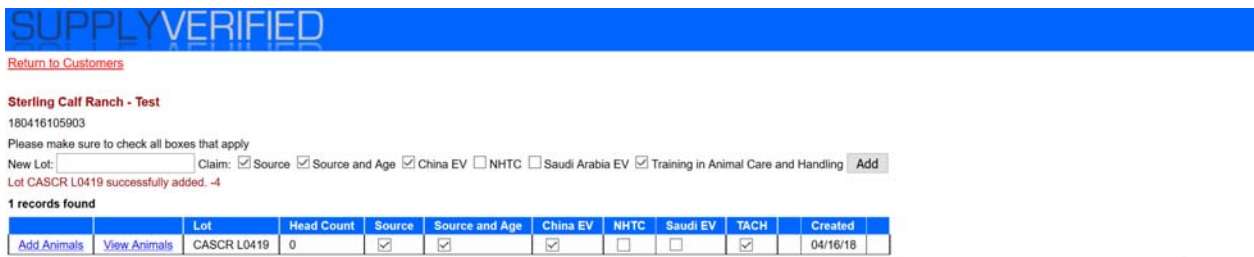 SUPPLYVERIFIED
Return to Customers
Sterling Calf Ranch - Test
180416105903
Please make sure to check all boxes that apply
New Lot: Claim: Source Source and Age China EV NHTC Saudi Arabia EV Training in Animal Care and Handling Add
Lot CASCR L0419 successfully added. -4
1 records found
Lot Head Count Source Source and Age China EV NHTC Saudi EV TACH Created
Add Animals View Animals CASCR L0419 0 04/16/18